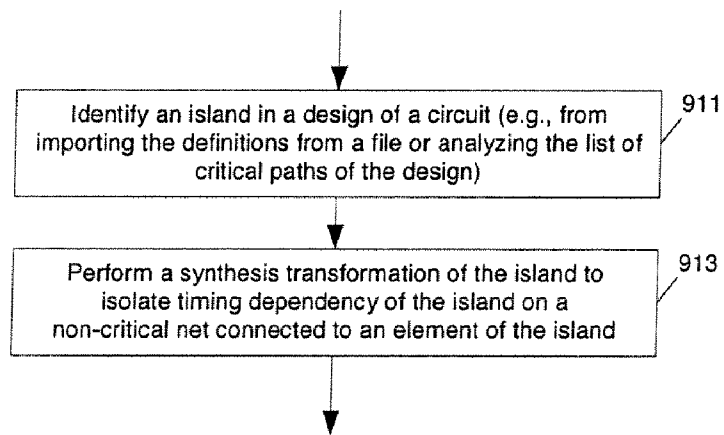 Identify an island in a design of a circuit (e.g., from
importing the definitions from a file or analyzing the list of
critical paths of the design)
911
Perform a synthesis transformation of the island to
isolate timing dependency of the island on a
non-critical net connected to an element of the island
913